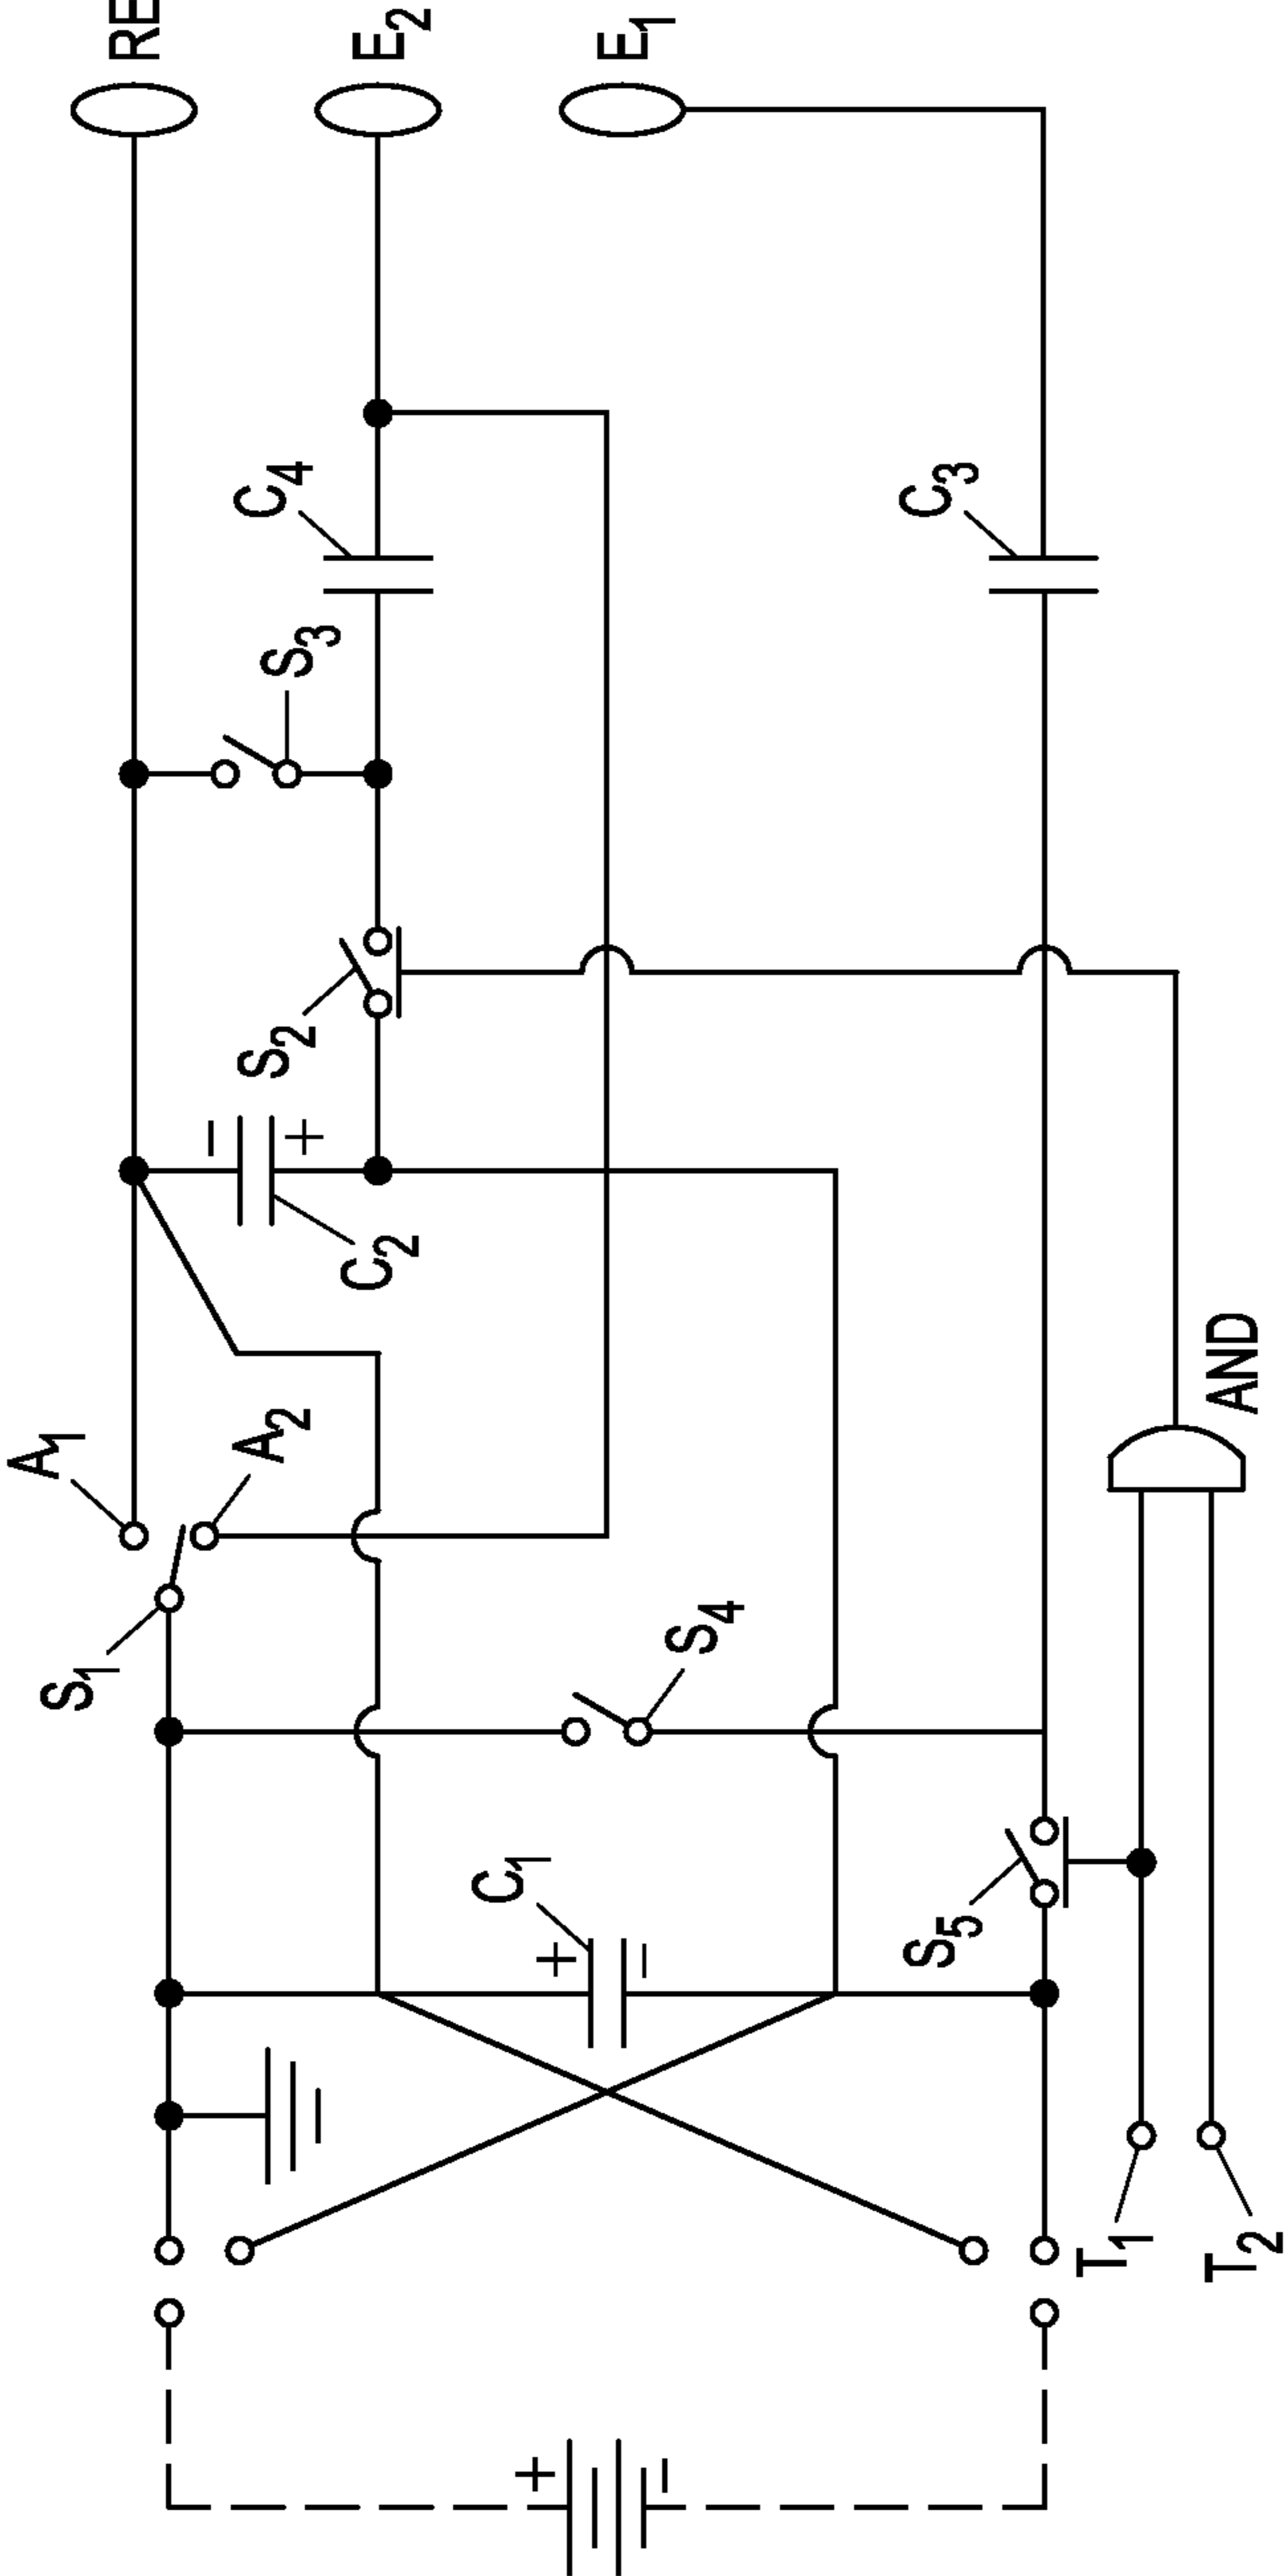 RE
E2
E1
C4
C3
S3
S2
- +
C2
A1
A2
AND
S1
S4
C1
+ -
S5
T1
T2
+ -